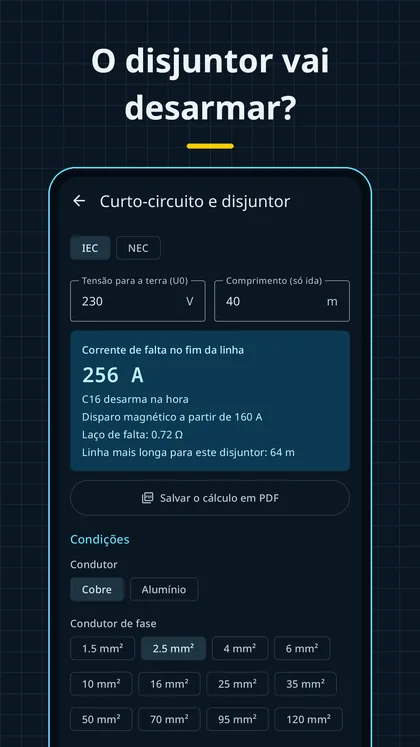 O disjuntor vai
desarmar?
Curto-circuito e disjuntor
IEC NEC
Tensão para a terra (U0) Comprimento (só ida)
230 V 40 m
Corrente de falta no fim da linha
256 A
C16 desarma na hora
Disparo magnético a partir de 160 A
Laço de falta: 0.72 Ω
Linha mais longa para este disjuntor: 64 m
Salvar o cálculo em PDF
Condições
Condutor
Cobre Alumínio
Condutor de fase
1.5 mm² 2.5 mm² 4 mm² 6 mm²
10 mm² 16 mm² 25 mm² 35 mm²
50 mm² 70 mm² 95 mm² 120 mm²